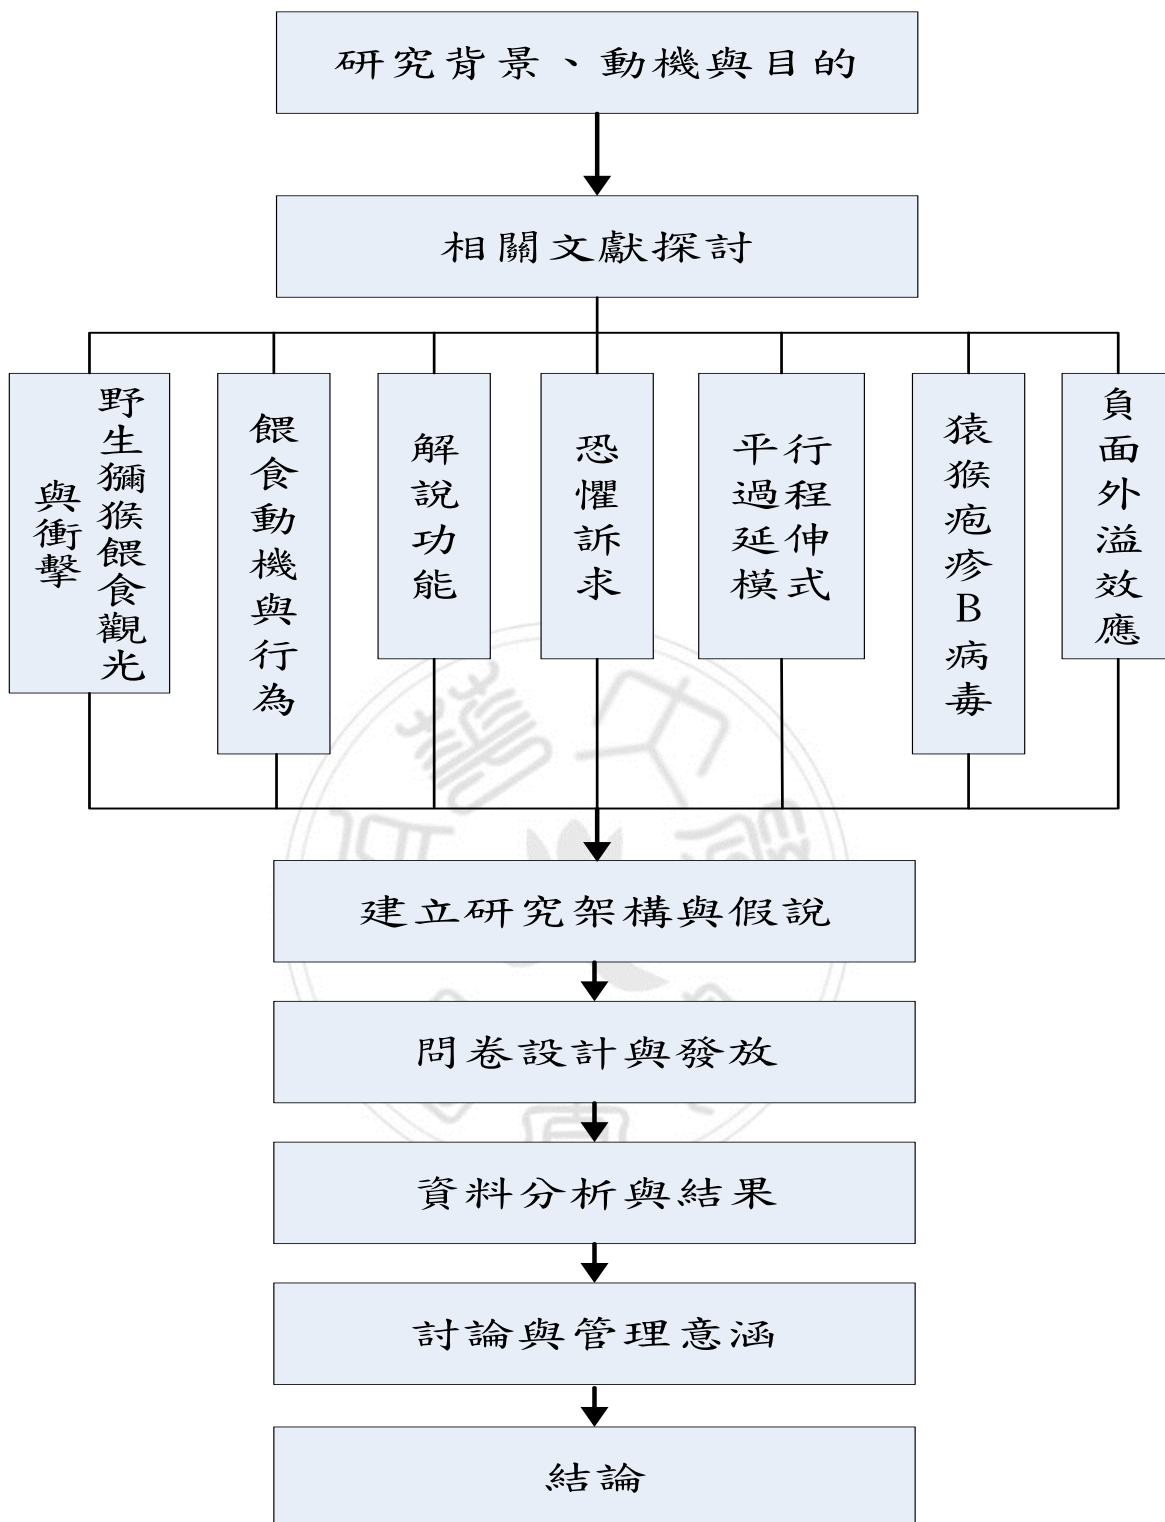 研究背景、動機與目的
相關文獻探討
野生獼猴餵食觀光
與衝擊
餵食動機與行為
解說功能
恐懼訴求
平行
過程
延伸
模式
猿猴疱疹B病毒
負面外溢效應
建立研究架構與假說
問卷設計與發放
資料分析與結果
討論與管理意涵
結論